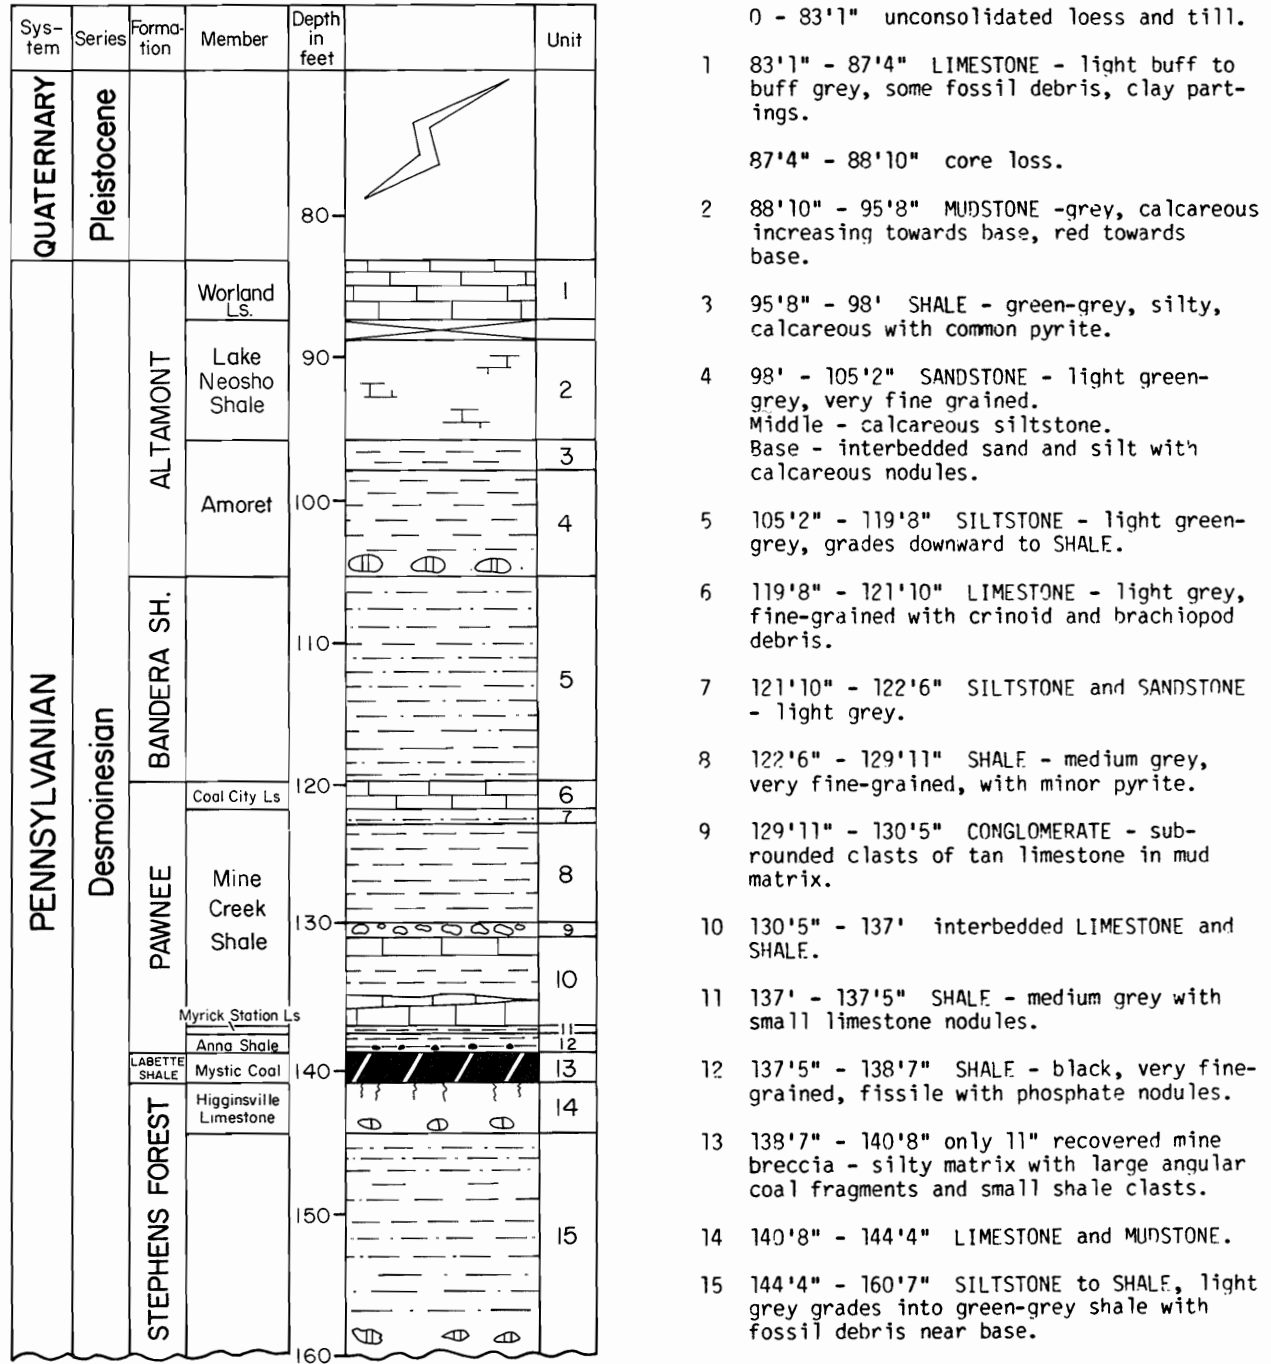 Sys-
tem
Series
Forma-
tion
Member
Depth
in
feet
Unit
QUATERNARY
Pleistocene
80
PENNSYLVANIAN
Desmoinesian
ALTAMONT
Worland
Ls.
1
Lake
Neosho
Shale
90
2
3
Amoret
100
4
BANDERA SH.
110
5
PAWNEE
Coal City Ls
120
6
7
Mine
Creek
Shale
8
130
9
10
Myrick Station Ls
11
Anna Shale
12
LABETTE
SHALE
Mystic Coal
140
13
STEPHENS FOREST
Higginsville
Limestone
14
150
15
160
0 - 83'1" unconsolidated loess and till.
1 83'1" - 87'4" LIMESTONE - light buff to
buff grey, some fossil debris, clay part-
ings.
87'4" - 88'10" core loss.
2 88'10" - 95'8" MUDSTONE -grey, calcareous
increasing towards base, red towards
base.
3 95'8" - 98' SHALE - green-grey, silty,
calcareous with common pyrite.
4 98' - 105'2" SANDSTONE - light green-
grey, very fine grained.
Middle - calcareous siltstone.
Base - interbedded sand and silt with
calcareous nodules.
5 105'2" - 119'8" SILTSTONE - light green-
grey, grades downward to SHALE.
6 119'8" - 121'10" LIMESTONE - light grey,
fine-grained with crinoid and brachiopod
debris.
7 121'10" - 122'6" SILTSTONE and SANDSTONE
- light grey.
8 122'6" - 129'11" SHALE - medium grey,
very fine-grained, with minor pyrite.
9 129'11" - 130'5" CONGLOMERATE - sub-
rounded clasts of tan limestone in mud
matrix.
10 130'5" - 137' interbedded LIMESTONE and
SHALE.
11 137' - 137'5" SHALE - medium grey with
small limestone nodules.
12 137'5" - 138'7" SHALE - black, very fine-
grained, fissile with phosphate nodules.
13 138'7" - 140'8" only 11" recovered mine
breccia - silty matrix with large angular
coal fragments and small shale clasts.
14 140'8" - 144'4" LIMESTONE and MUDSTONE.
15 144'4" - 160'7" SILTSTONE to SHALE, light
grey grades into green-grey shale with
fossil debris near base.